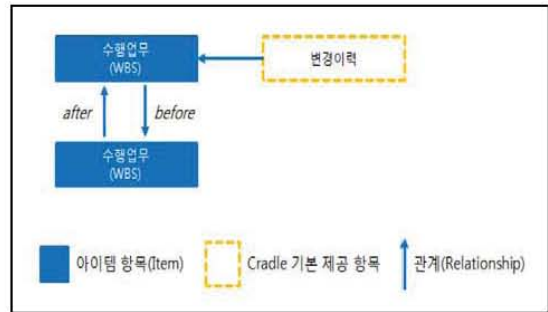 수행업무
(WBS)
변경이력
after
before
수행업무
(WBS)
아이템 항목(Item)
Cradle 기본 제공 항목
관계(Relationship)